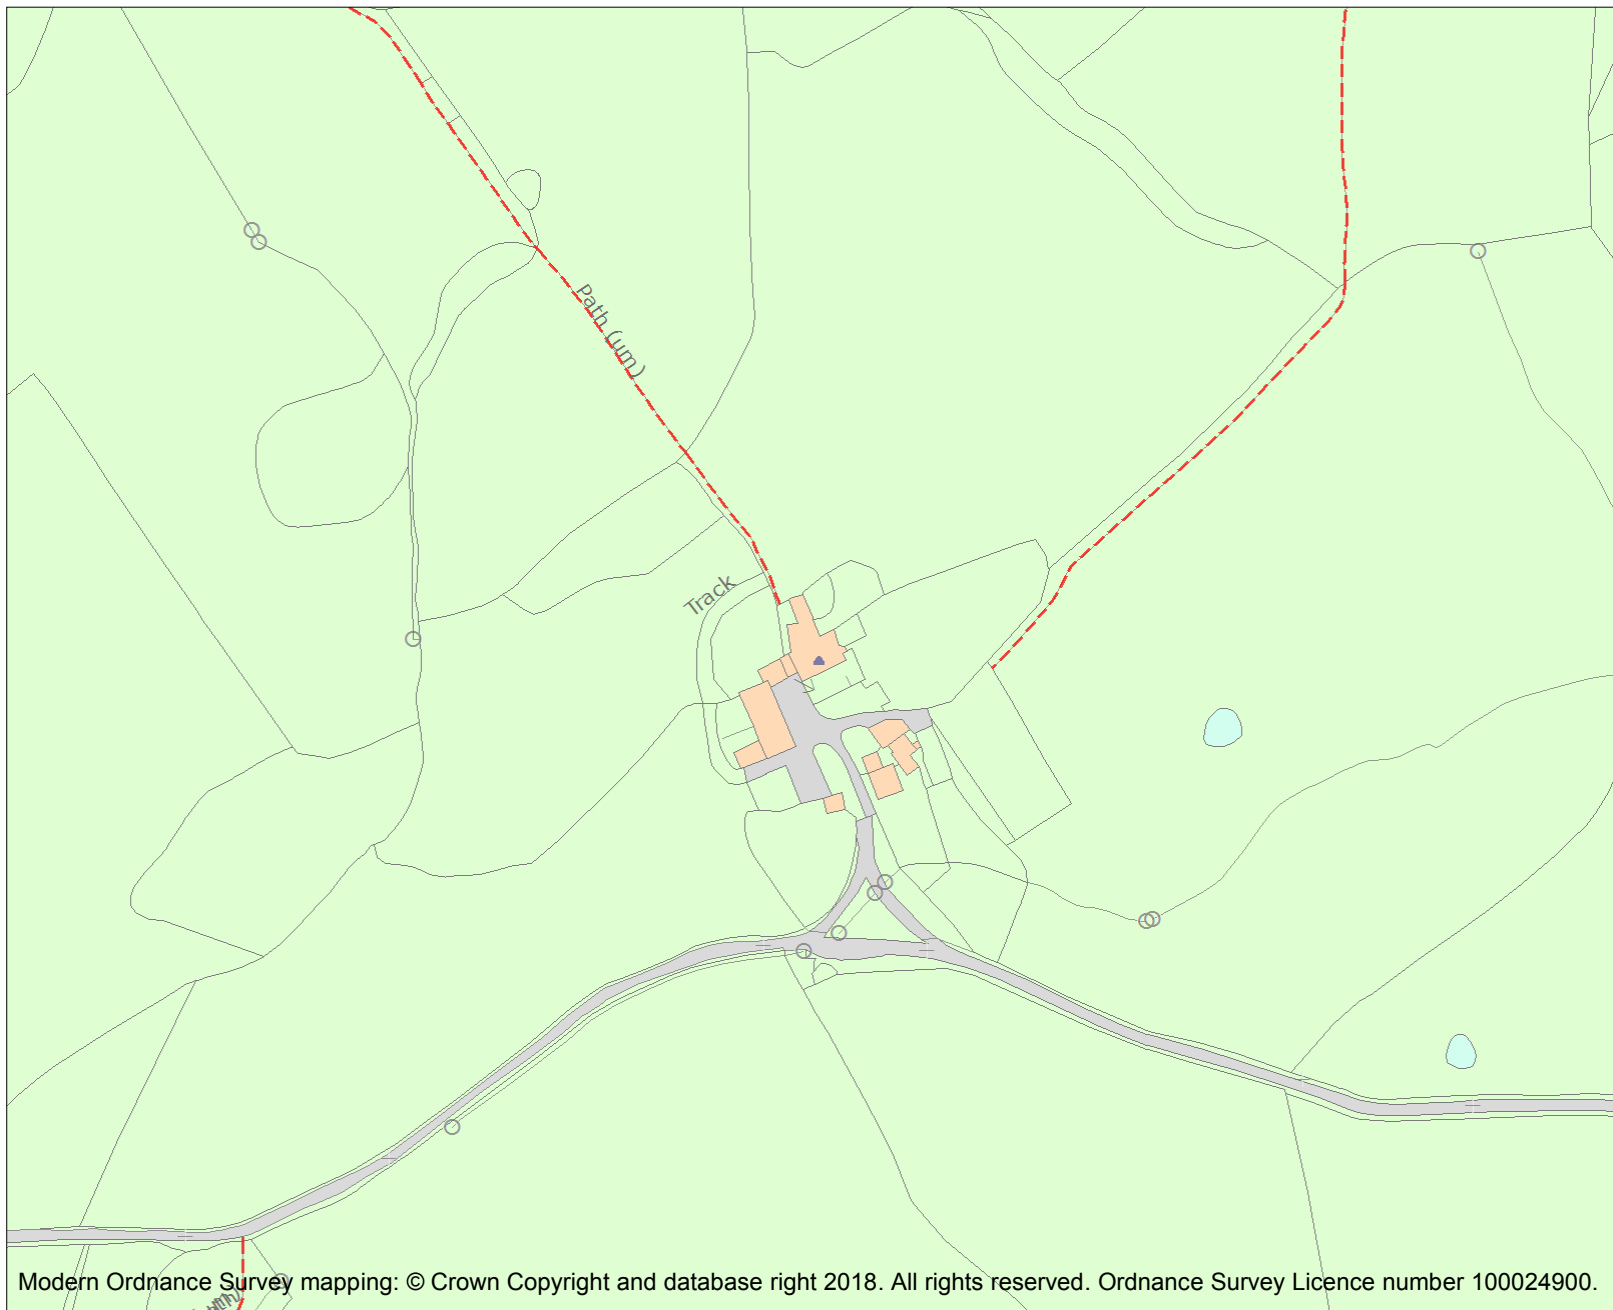 Path (um)
Track
Modern Ordnance Survey mapping: © Crown Copyright and database right 2018. All rights reserved. Ordnance Survey Licence number 100024900.